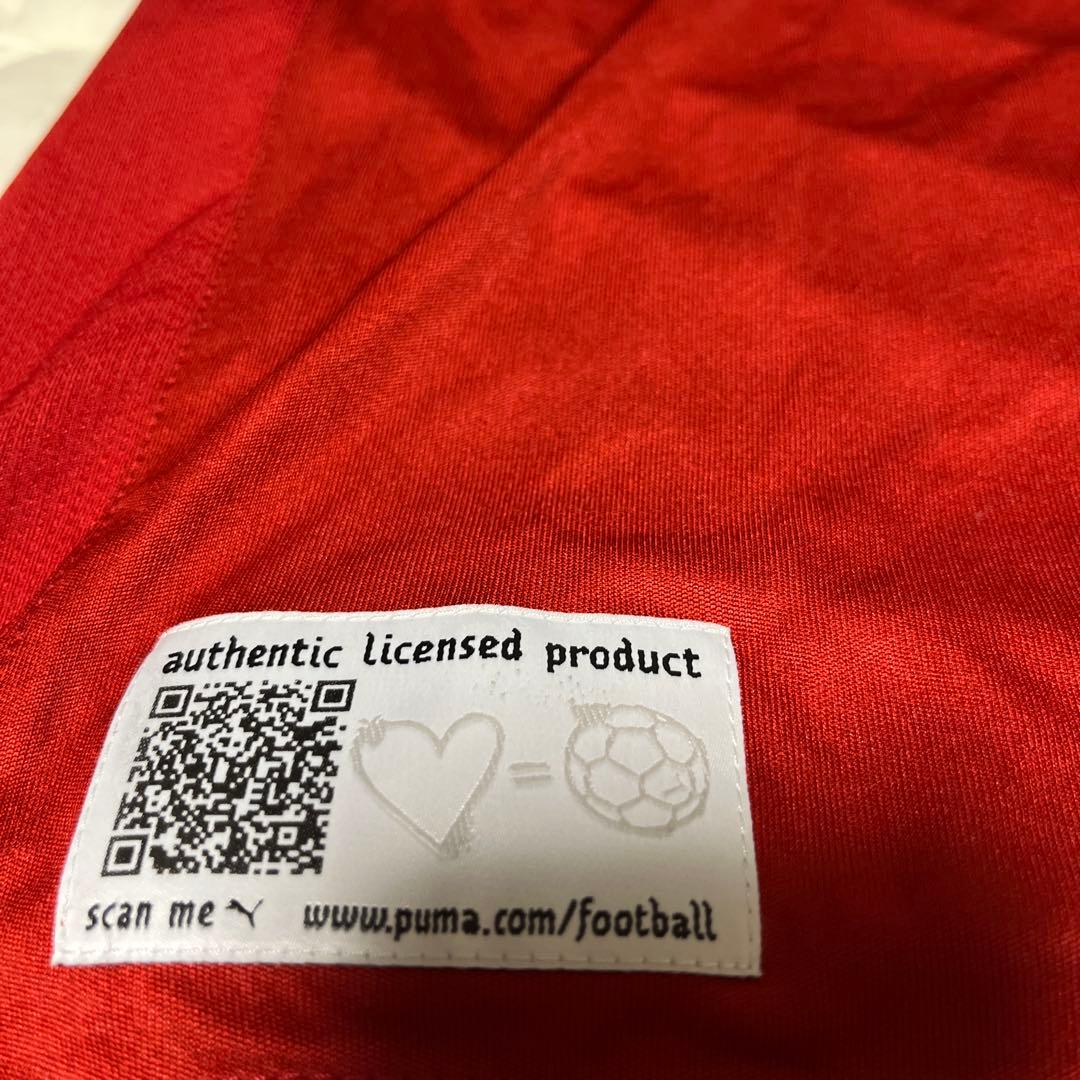 authentic licensed product
=
scan me www.puma.com/football